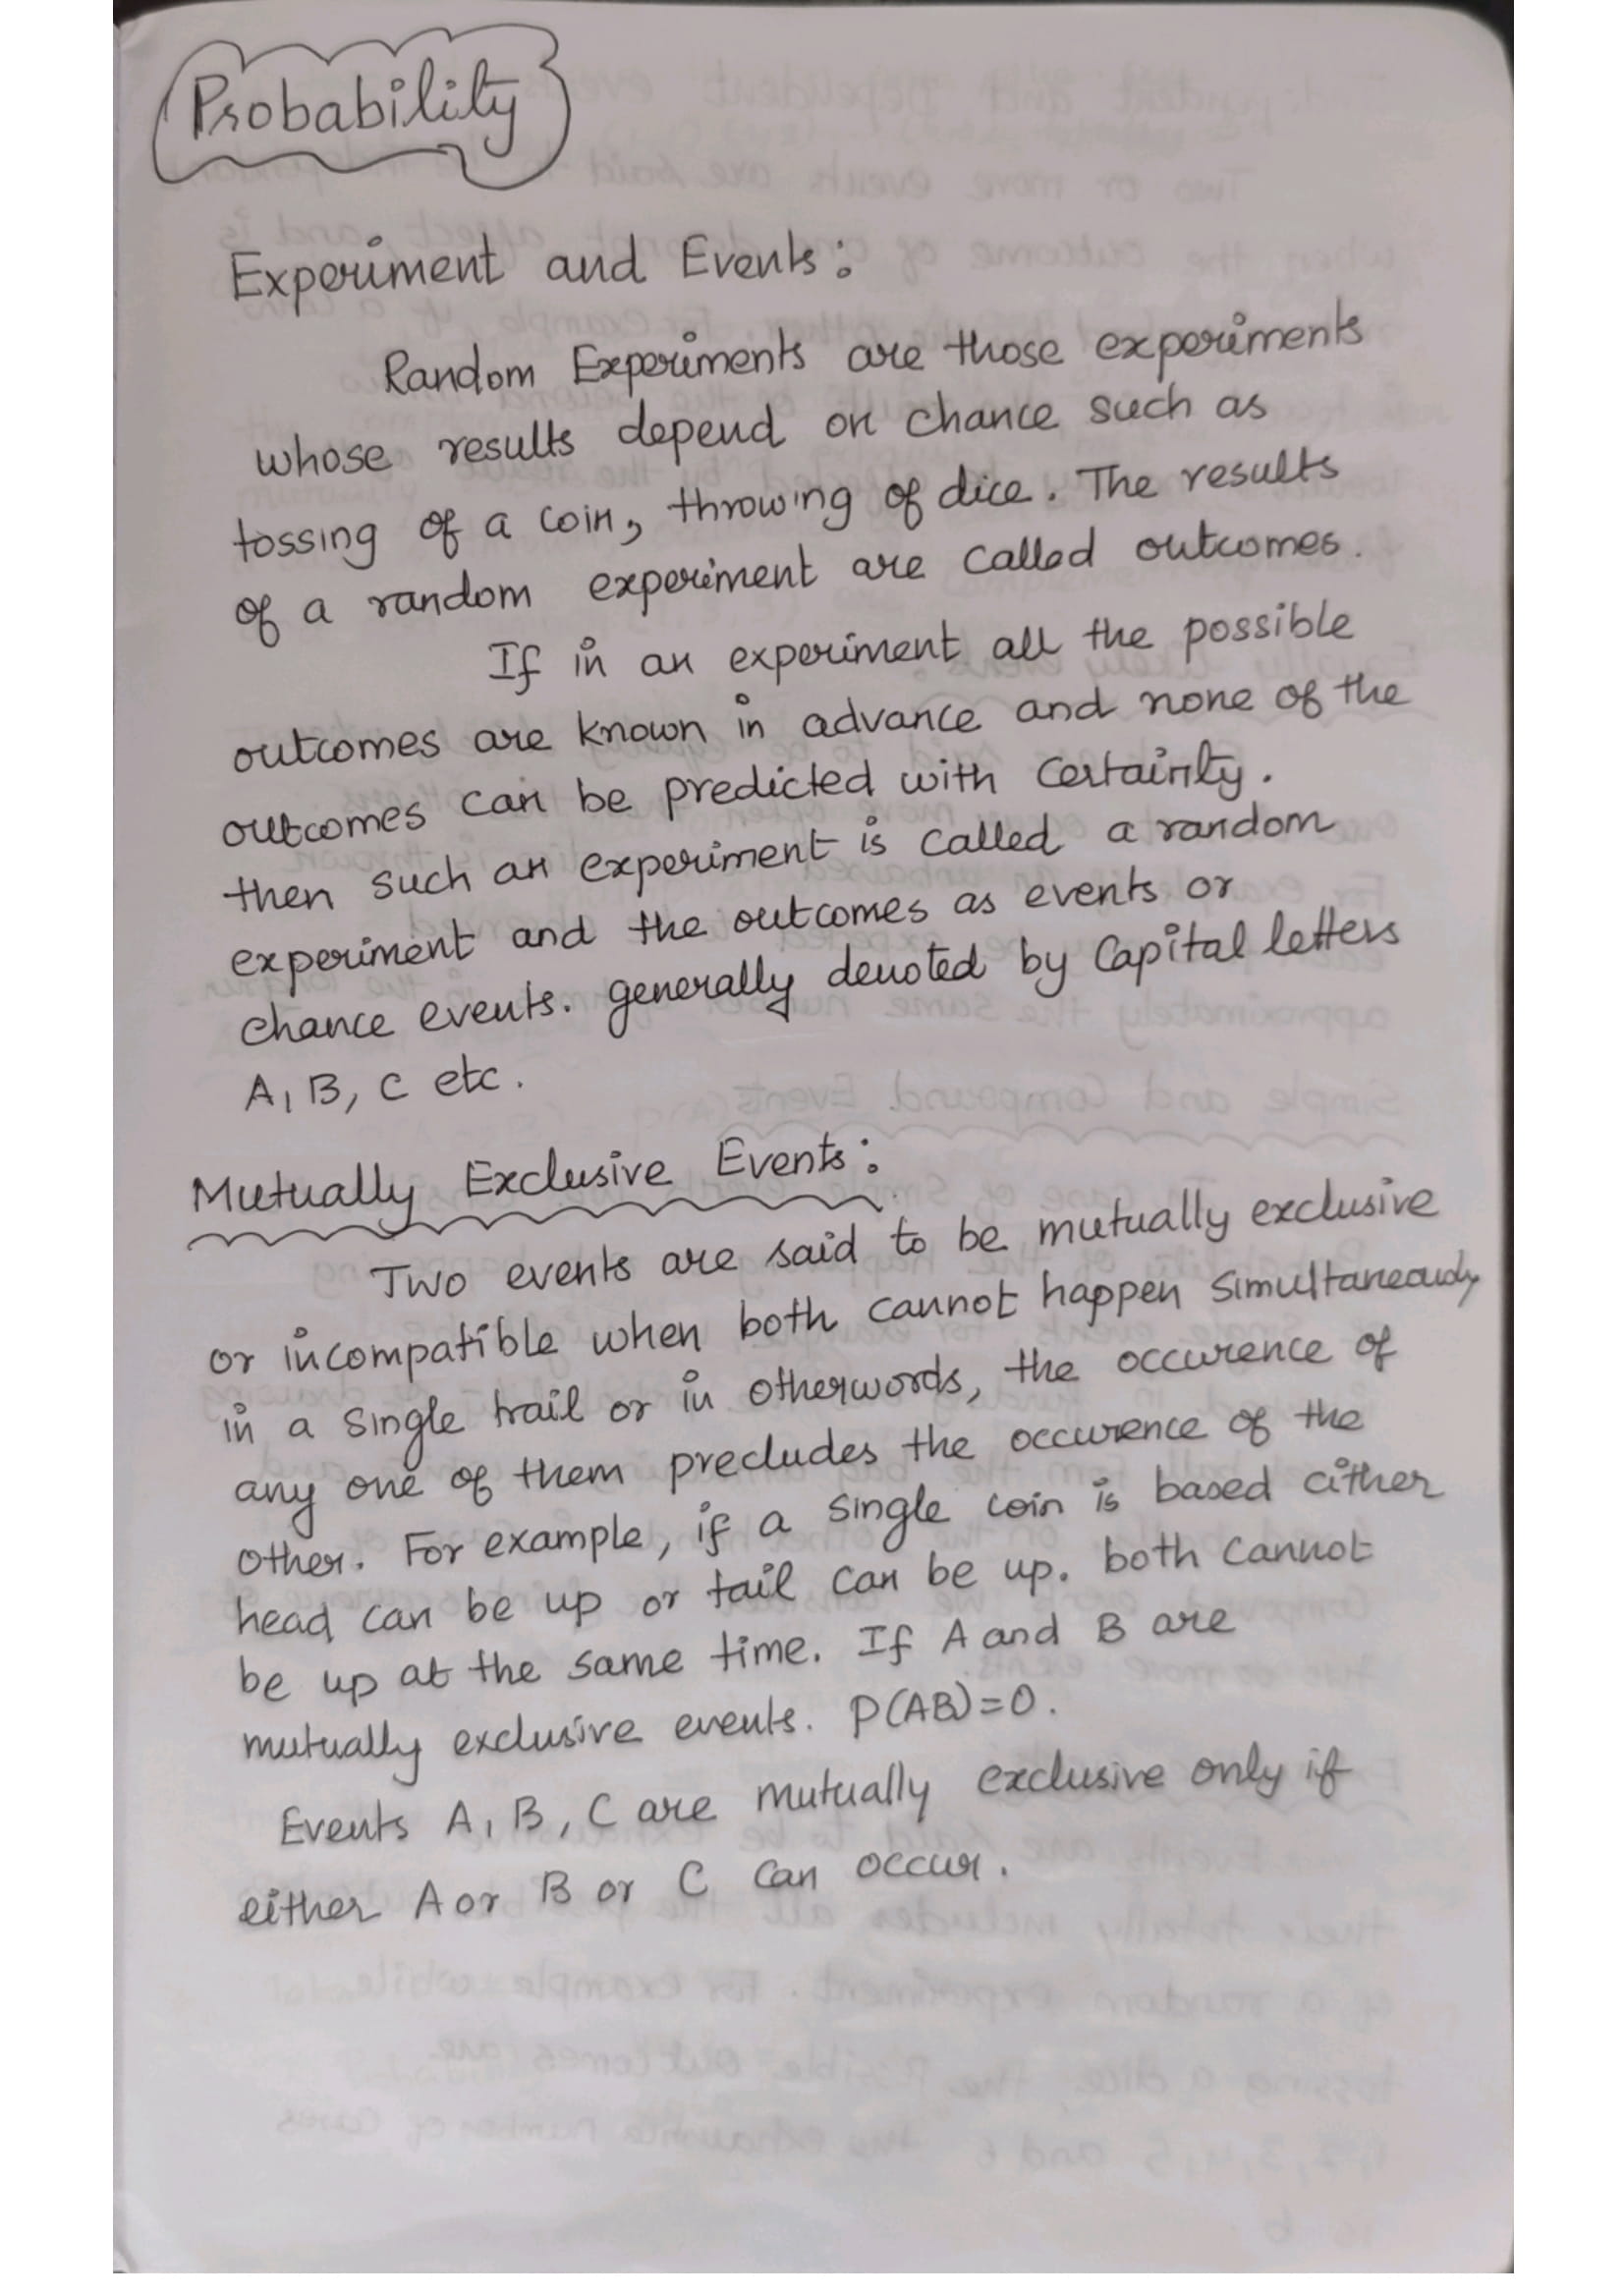 Probability
Experiment and Events:
Random Experiments are those experiments
whose results depend on chance such as
tossing of a coin, throwing of dice. The results
of a random experiment are called outcomes.
If in an experiment all the possible
outcomes are known in advance and none of the
outcomes can be predicted with certainity.
then such an experiment is called a random
experiment and the outcomes as events or
chance events. generally denoted by Capital letters
A, B, C etc.
Mutually Exclusive Events:
Two events are said to be mutually exclusive
or incompatible when both cannot happen simultaneously
in a single trail or in otherwords, the occurence of
any one of them precludes the occurence of the
other. For example, if a single coin is based either
head can be up or tail can be up. both cannot
be up at the same time. If A and B are
mutually exclusive events. P(AB)=0.
Events A, B, C are mutually exclusive only if
either A or B or C can occur.